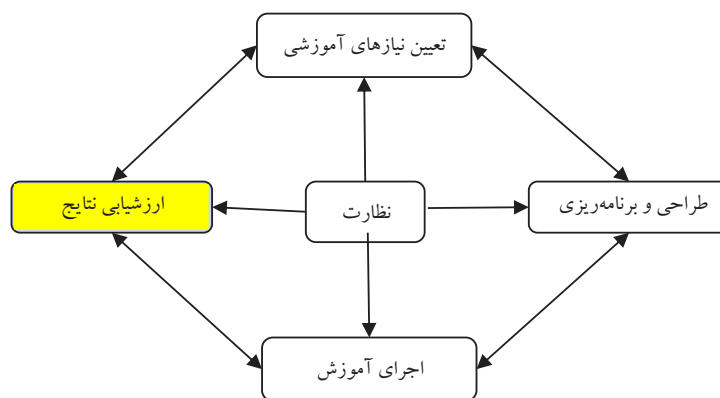 تعیین نیازهای آموزشی
طراحی و برنامه‌ریزی
نظارت
ارزشیابی نتایج
اجرای آموزش